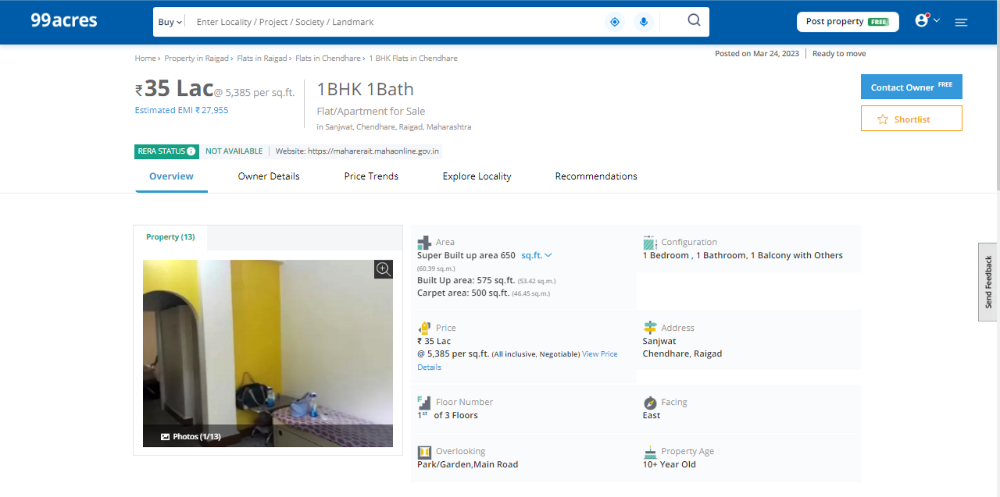 99acres
Buy
Enter Locality / Project / Society / Landmark
Post property FREE
Home › Property in Raigad › Flats in Raigad › Flats in Chendhare › 1 BHK Flats in Chendhare
Posted on Mar 24, 2023 | Ready to move
₹35 Lac @ 5,385 per sq.ft.
Estimated EMI ₹ 27,955
1BHK 1Bath
Flat/Apartment for Sale
in Sanjwat, Chendhare, Raigad, Maharashtra
Contact Owner FREE
Shortlist
RERA STATUS i NOT AVAILABLE | Website: https://maharerait.mahaonline.gov.in
Overview
Owner Details
Price Trends
Explore Locality
Recommendations
Property (13)
Photos (1/13)
Area
Super Built up area 650 sq.ft.
(60.39 sq.m.)
Built Up area: 575 sq.ft. (53.42 sq.m.)
Carpet area: 500 sq.ft. (46.45 sq.m.)
Configuration
1 Bedroom , 1 Bathroom, 1 Balcony with Others
Price
₹ 35 Lac
@ 5,385 per sq.ft. (All inclusive, Negotiable) View Price
Details
Address
Sanjwat
Chendhare, Raigad
Floor Number
1st of 3 Floors
Facing
East
Overlooking
Park/Garden,Main Road
Property Age
10+ Year Old
Send Feedback